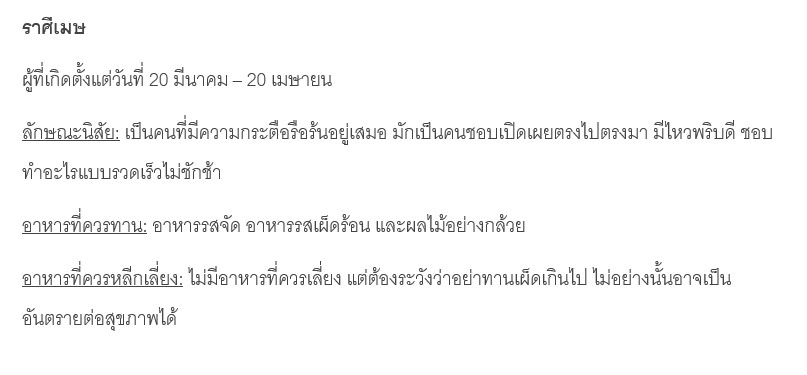 ราศีเมษ
ผู้ที่เกิดตั้งแต่วันที่ 20 มีนาคม – 20 เมษายน
ลักษณะนิสัย: เป็นคนที่มีความกระตือรือร้นอยู่เสมอ มักเป็นคนชอบเปิดเผยตรงไปตรงมา มีไหวพริบดี ชอบ
ทำอะไรแบบรวดเร็วไม่ชักช้า
อาหารที่ควรทาน: อาหารรสจัด อาหารรสเผ็ดร้อน และผลไม้อย่างกล้วย
อาหารที่ควรหลีกเลี่ยง: ไม่มีอาหารที่ควรเลี่ยง แต่ต้องระวังว่าอย่าทานเผ็ดเกินไป ไม่อย่างนั้นอาจเป็น
อันตรายต่อสุขภาพได้